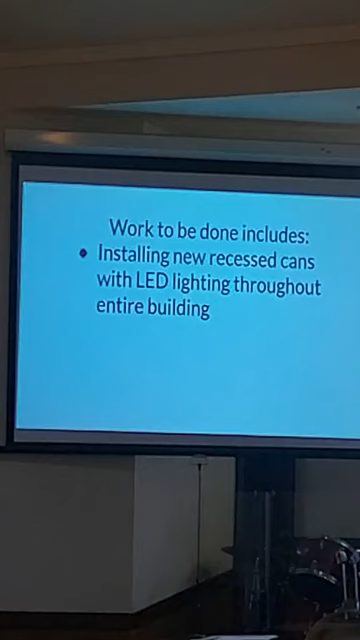 Work to be done includes:
• Installing new recessed cans
with LED lighting throughout
entire building